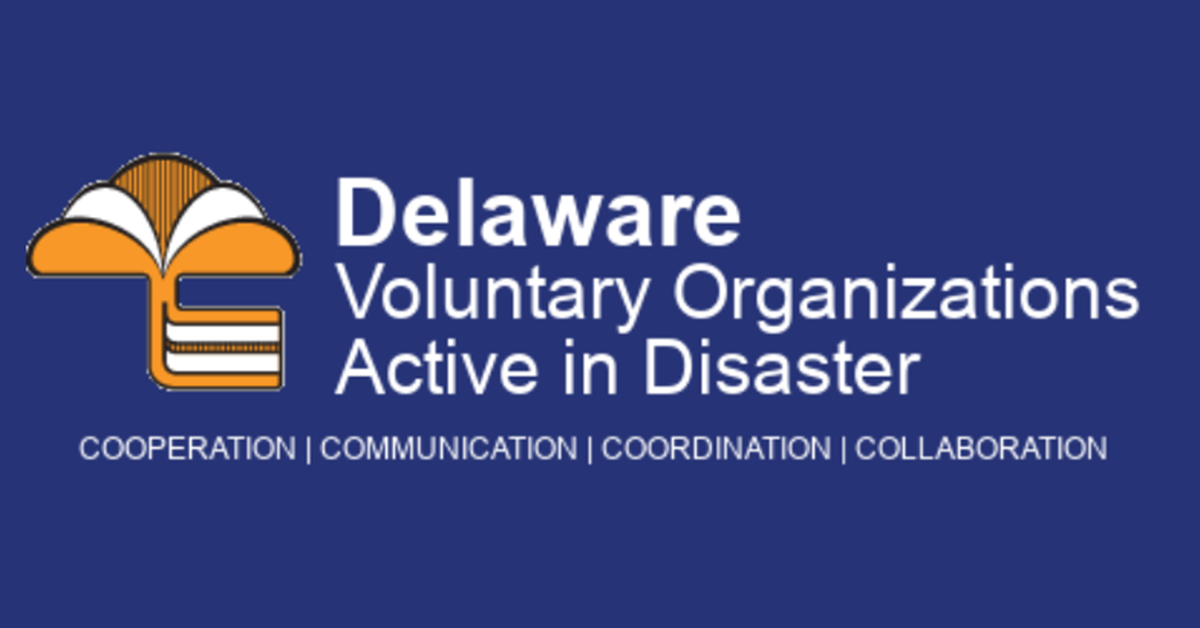 Delaware
Voluntary Organizations
Active in Disaster
COOPERATION | COMMUNICATION | COORDINATION | COLLABORATION